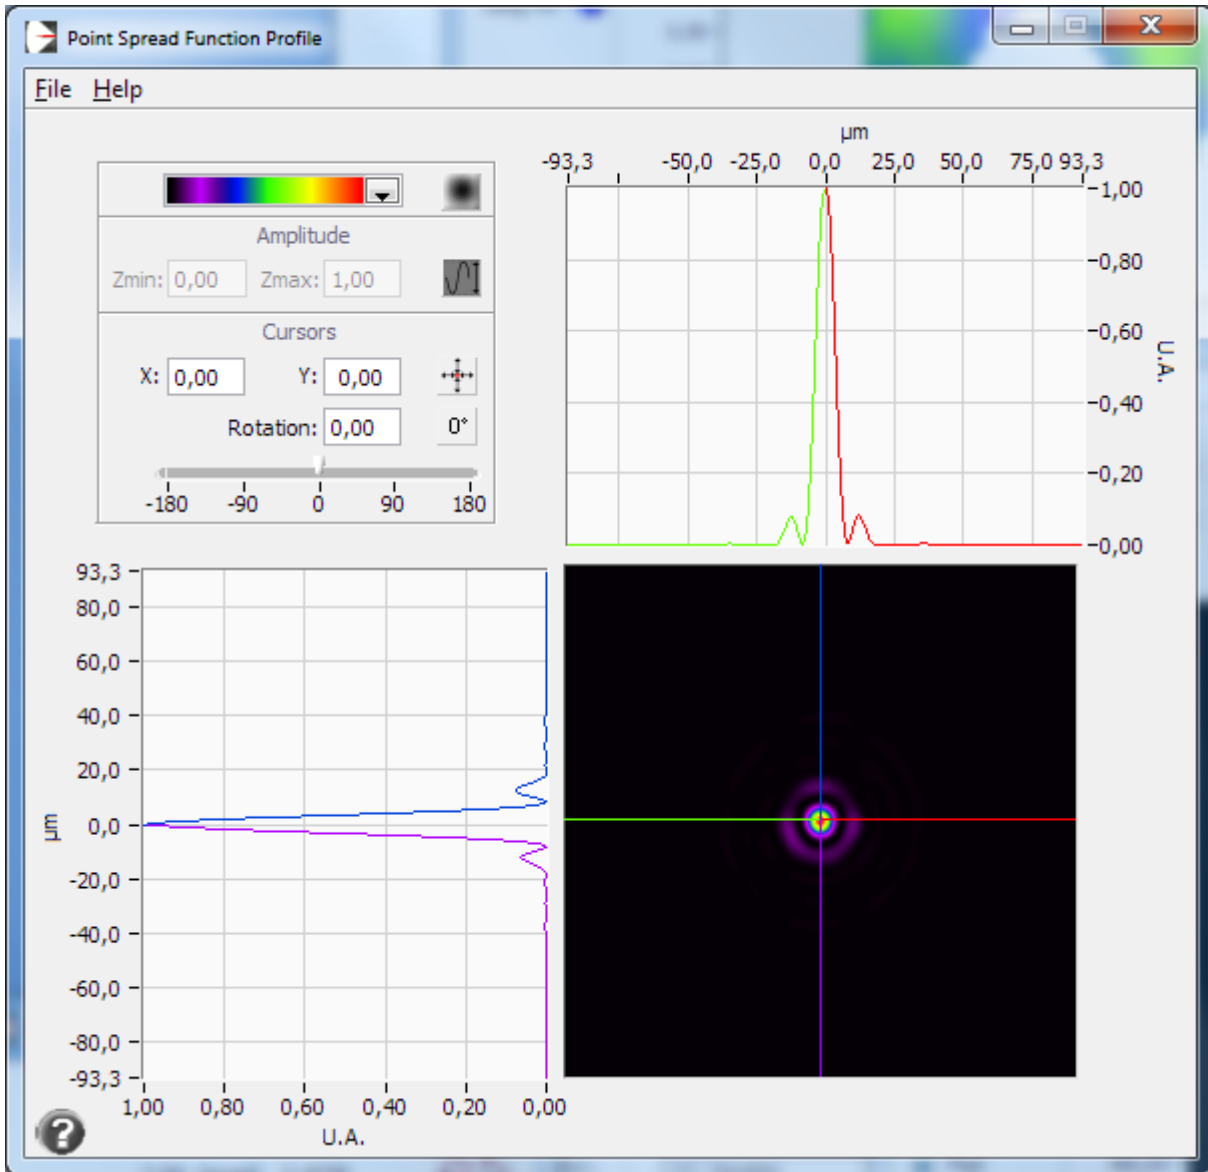 Point Spread Function Profile
File Help
µm
-93,3 -50,0 -25,0 0,0 25,0 50,0 75,0 93,3
Amplitude
Zmin: 0,00 Zmax: 1,00
Cursors
X: 0,00 Y: 0,00
Rotation: 0,00 0°
-180 -90 0 90 180
1,00
0,80
0,60
0,40
0,20
0,00
U.A.
93,3
80,0
60,0
40,0
20,0
0,0
-20,0
-40,0
-60,0
-80,0
-93,3
µm
1,00 0,80 0,60 0,40 0,20 0,00
U.A.
?